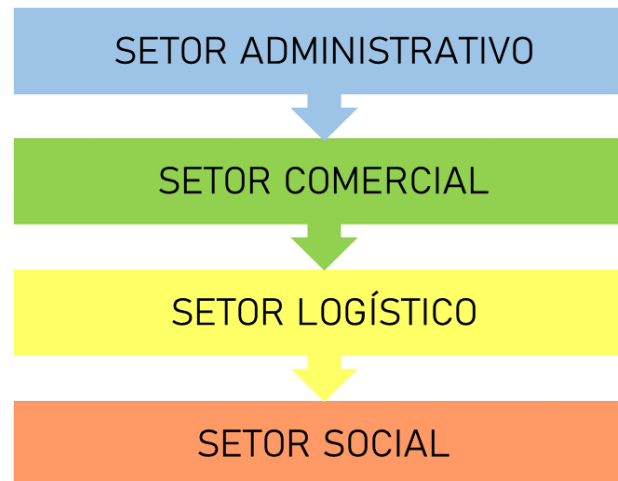 SETOR ADMINISTRATIVO
SETOR COMERCIAL
SETOR LOGÍSTICO
SETOR SOCIAL